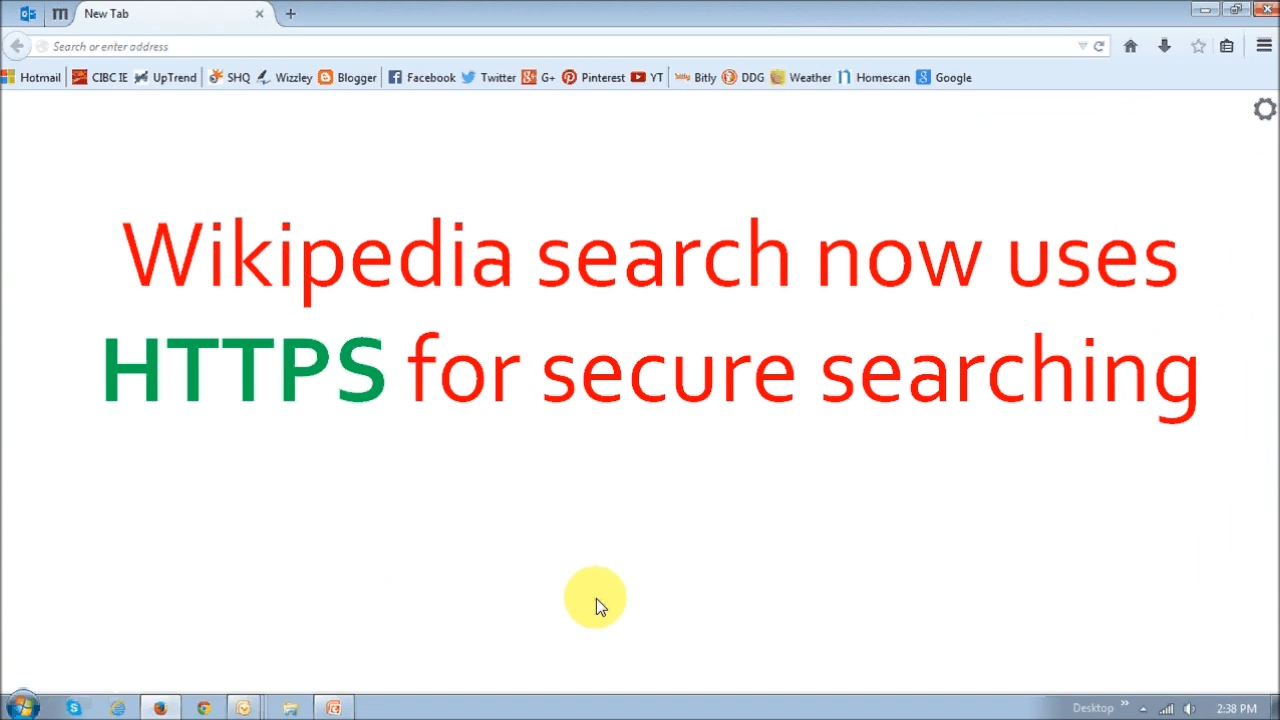 New Tab
Search or enter address
Hotmail CIBC IE UpTrend SHQ Wizzley Blogger Facebook Twitter G+ Pinterest YT Bitly DDG Weather Homescan Google
Wikipedia search now uses
HTTPS for secure searching
Desktop 2:38 PM